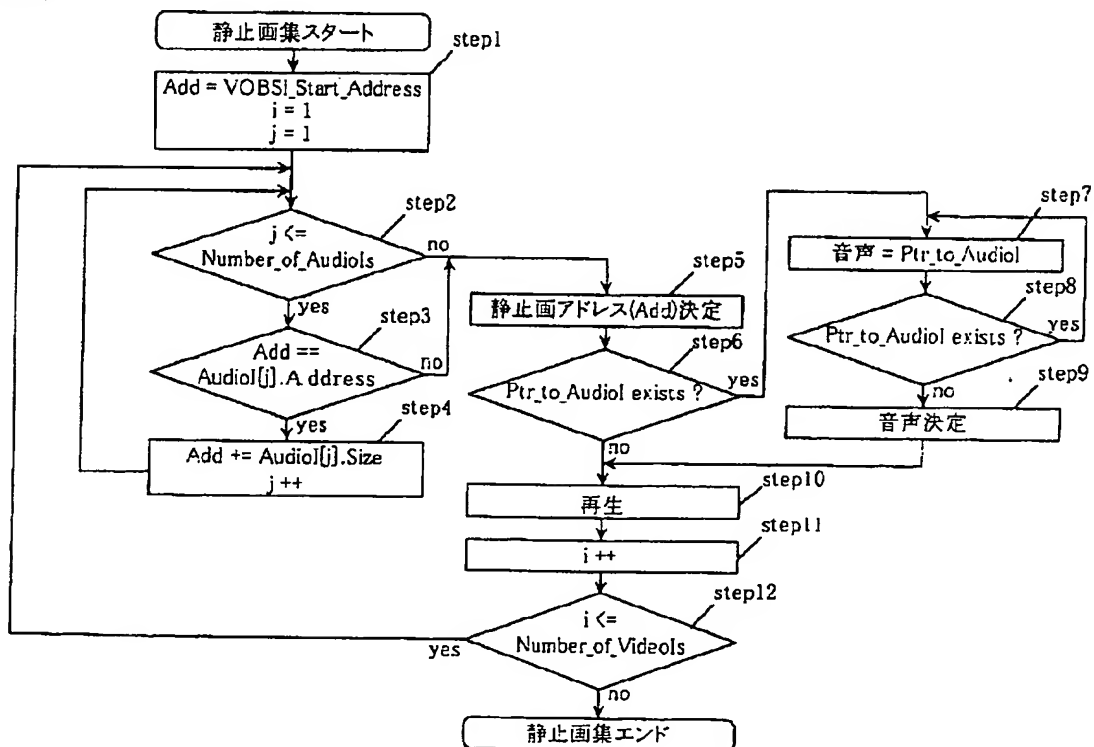 静止画集スタート
step1
Add = VOBSI_Start_Address
i = 1
j = 1
step2
j <=
Number_of_AudioIs
no
yes
step3
Add ==
AudioI[j].Address
no
yes
step4
Add += AudioI[j].Size
j ++
step5
静止画アドレス(Add)決定
step6
Ptr_to_AudioI exists ?
yes
no
step7
音声 = Ptr_to_AudioI
step8
Ptr_to_AudioI exists ?
yes
no
step9
音声決定
step10
再生
step11
i ++
step12
i <=
Number_of_VideoIs
yes
no
静止画集エンド